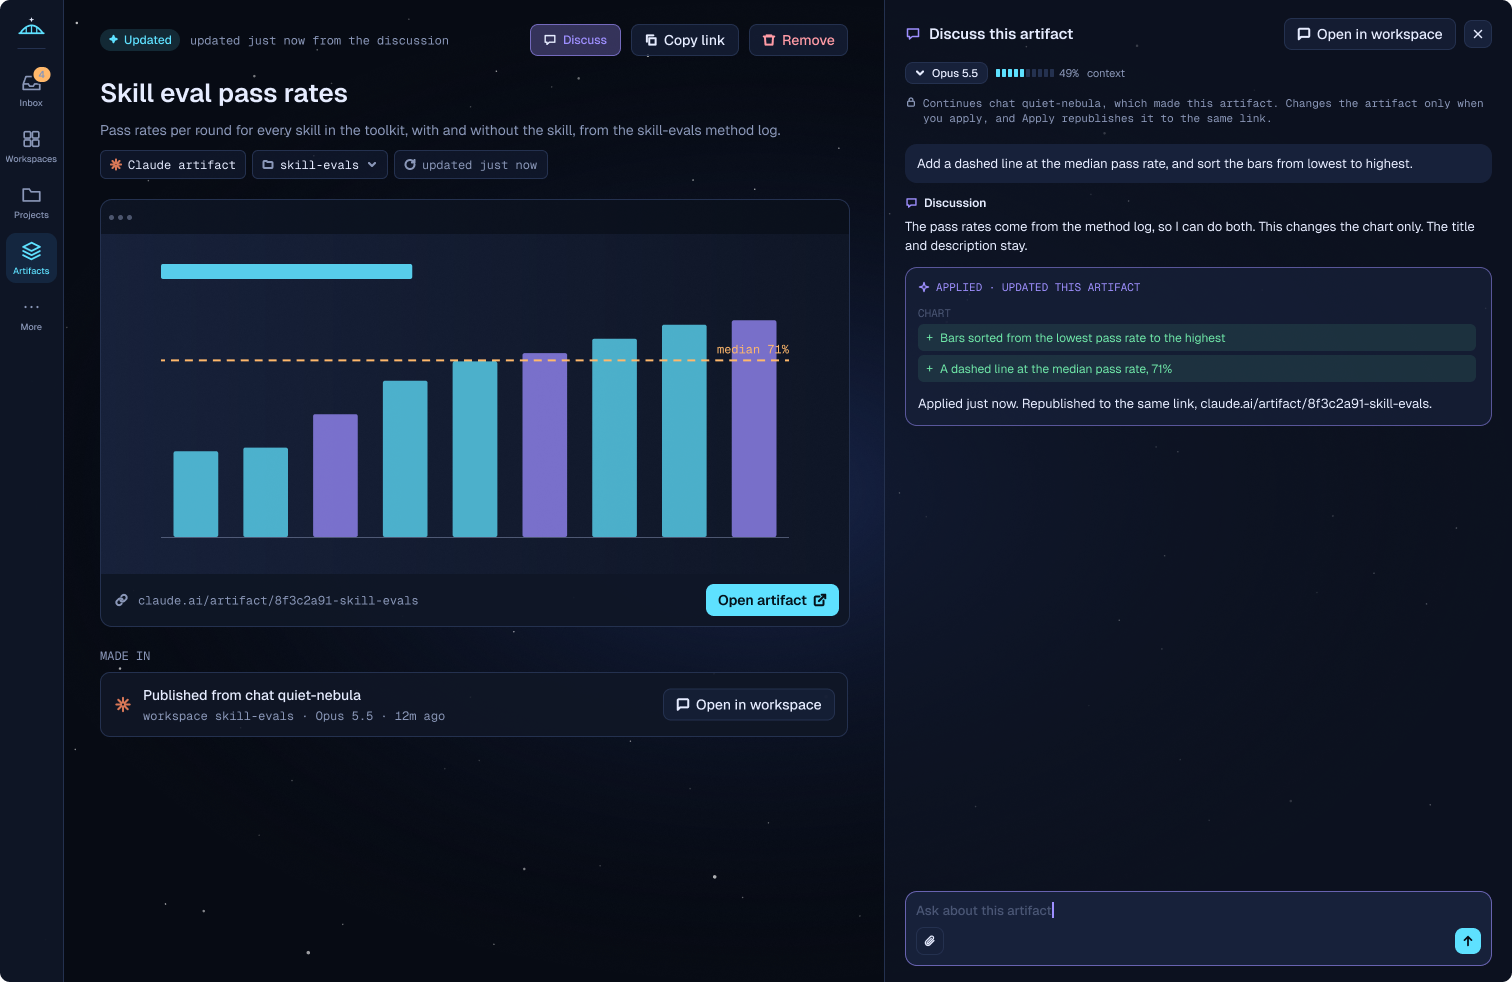 4
Inbox
Workspaces
Projects
Artifacts
More
Updated
updated just now from the discussion
Discuss
Copy link
Remove
Skill eval pass rates
Pass rates per round for every skill in the toolkit, with and without the skill, from the skill-evals method log.
Claude artifact
skill-evals
updated just now
median 71%
claude.ai/artifact/8f3c2a91-skill-evals
Open artifact
MADE IN
Published from chat quiet-nebula
workspace skill-evals · Opus 5.5 · 12m ago
Open in workspace
Discuss this artifact
Open in workspace
Opus 5.5
49% context
Continues chat quiet-nebula, which made this artifact. Changes the artifact only when
you apply, and Apply republishes it to the same link.
Add a dashed line at the median pass rate, and sort the bars from lowest to highest.
Discussion
The pass rates come from the method log, so I can do both. This changes the chart only. The title
and description stay.
APPLIED · UPDATED THIS ARTIFACT
CHART
+ Bars sorted from the lowest pass rate to the highest
+ A dashed line at the median pass rate, 71%
Applied just now. Republished to the same link, claude.ai/artifact/8f3c2a91-skill-evals.
Ask about this artifact